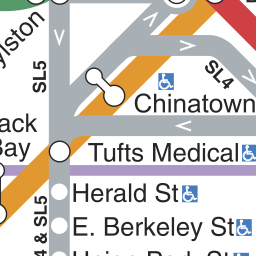 ylston
SL5
SL4
Chinatown
ack
Bay
Tufts Medical
Herald St
E. Berkeley St
4 & SL5